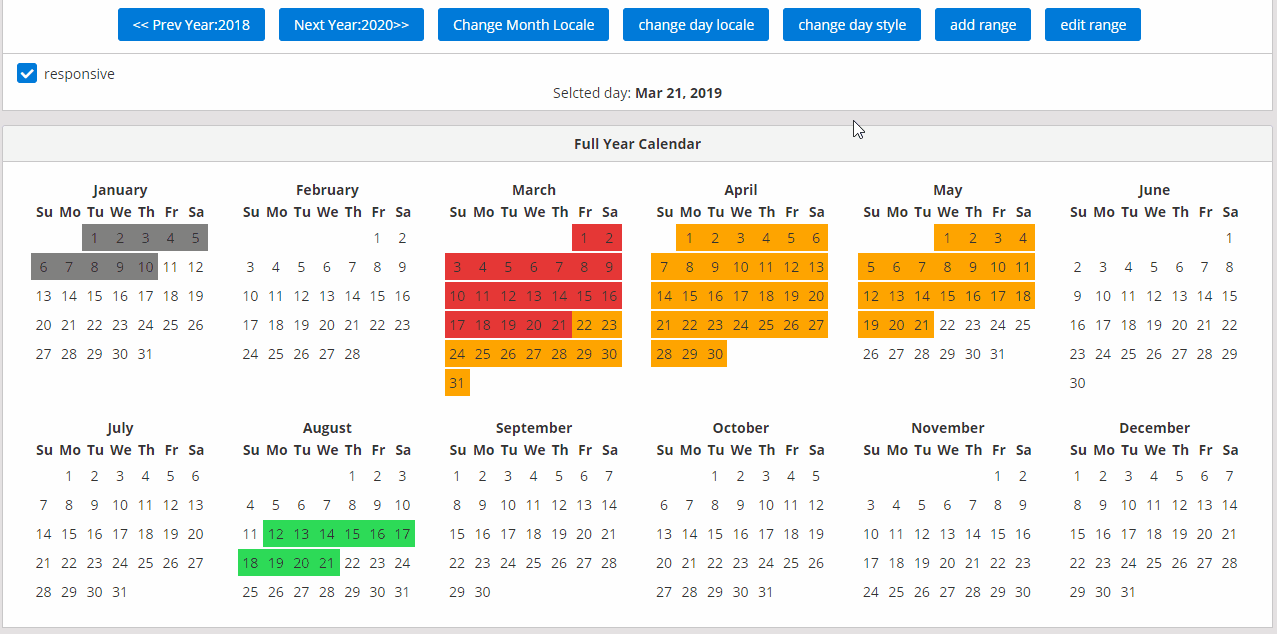 << Prev Year:2018 Next Year:2020>> Change Month Locale change day locale change day style add range edit range
responsive
Selcted day: Mar 21, 2019
Full Year Calendar
January February March April May June
Su Mo Tu We Th Fr Sa Su Mo Tu We Th Fr Sa Su Mo Tu We Th Fr Sa Su Mo Tu We Th Fr Sa Su Mo Tu We Th Fr Sa Su Mo Tu We Th Fr Sa
1 2 3 4 5 1 2 1 2 1 2 3 4 5 6 1 2 3 4 1
6 7 8 9 10 11 12 3 4 5 6 7 8 9 3 4 5 6 7 8 9 7 8 9 10 11 12 13 5 6 7 8 9 10 11 2 3 4 5 6 7 8
13 14 15 16 17 18 19 10 11 12 13 14 15 16 10 11 12 13 14 15 16 14 15 16 17 18 19 20 12 13 14 15 16 17 18 9 10 11 12 13 14 15
20 21 22 23 24 25 26 17 18 19 20 21 22 23 17 18 19 20 21 22 23 21 22 23 24 25 26 27 19 20 21 22 23 24 25 16 17 18 19 20 21 22
27 28 29 30 31 24 25 26 27 28 24 25 26 27 28 29 30 28 29 30 26 27 28 29 30 31 23 24 25 26 27 28 29
31 30
July August September October November December
Su Mo Tu We Th Fr Sa Su Mo Tu We Th Fr Sa Su Mo Tu We Th Fr Sa Su Mo Tu We Th Fr Sa Su Mo Tu We Th Fr Sa Su Mo Tu We Th Fr Sa
1 2 3 4 5 6 1 2 3 1 2 3 4 5 6 7 1 2 3 4 5 1 2 1 2 3 4 5 6 7
7 8 9 10 11 12 13 4 5 6 7 8 9 10 8 9 10 11 12 13 14 6 7 8 9 10 11 12 3 4 5 6 7 8 9 8 9 10 11 12 13 14
14 15 16 17 18 19 20 11 12 13 14 15 16 17 15 16 17 18 19 20 21 13 14 15 16 17 18 19 10 11 12 13 14 15 16 15 16 17 18 19 20 21
21 22 23 24 25 26 27 18 19 20 21 22 23 24 22 23 24 25 26 27 28 20 21 22 23 24 25 26 17 18 19 20 21 22 23 22 23 24 25 26 27 28
28 29 30 31 25 26 27 28 29 30 31 29 30 27 28 29 30 31 24 25 26 27 28 29 30 29 30 31